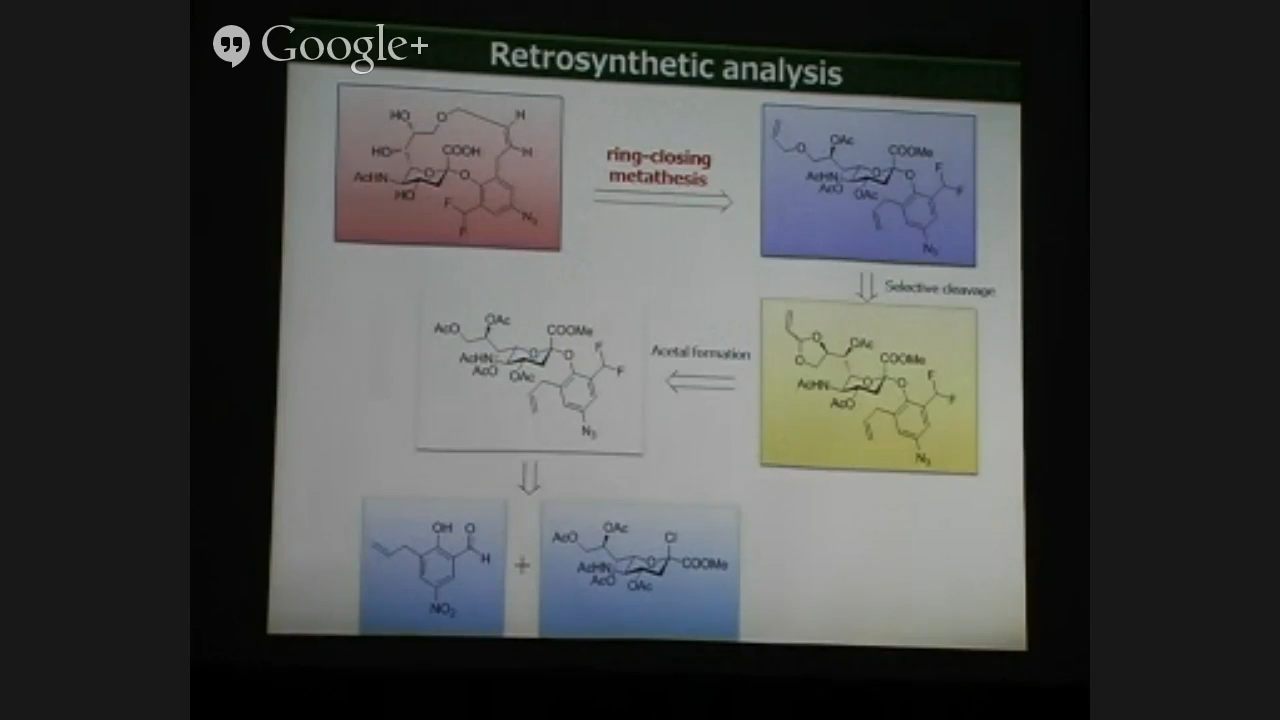 Google+
Retrosynthetic analysis
HO
O
H
HO
COOH
H
AcHN
O
O
HO
F
F
N3
ring-closing
metathesis
OAc
O
COOMe
F
AcHN
O
O
F
AcO
OAc
N3
Selective cleavage
O
OAc
O
COOMe
F
AcHN
O
O
F
AcO
N3
Acetal formation
AcO
OAc
COOMe
F
AcHN
O
O
F
AcO
OAc
N3
OH
O
H
NO2
+
AcO
OAc
Cl
O
COOMe
AcHN
AcO
OAc